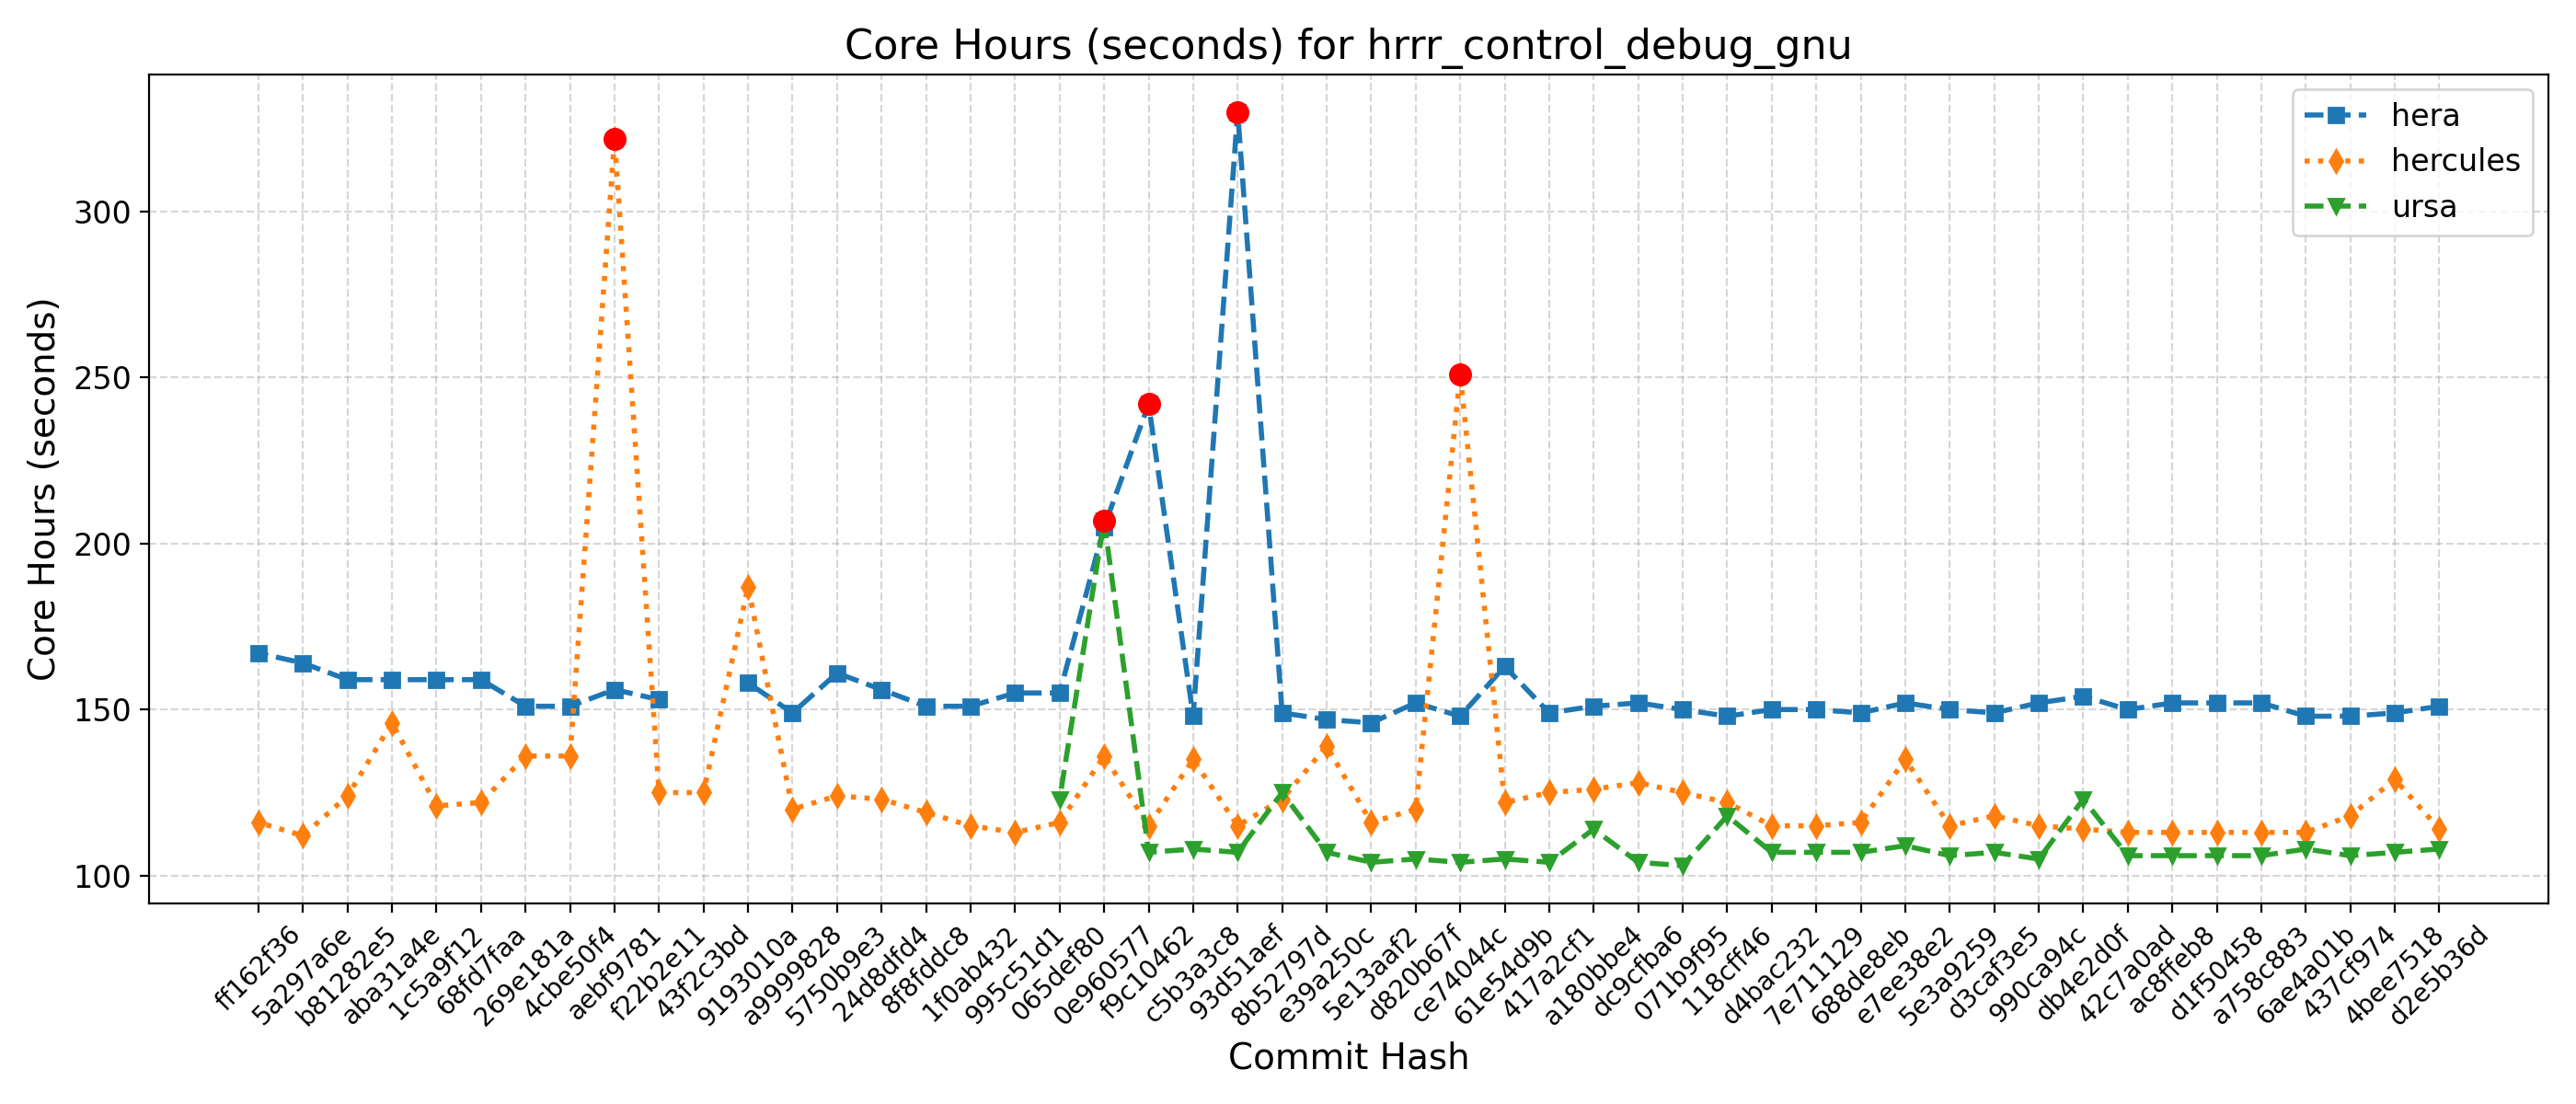 Core Hours (seconds) for hrrr_control_debug_gnu
hera
hercules
ursa
Core Hours (seconds)
300
250
200
150
100
ff162f36
5a297a6e
b81282e5
aba31a4e
1c5a9f12
68fd7faa
269e181a
4cbe50f4
aebf9781
f22b2e11
43f2c3bd
9193010a
a9999828
5750b9e3
24d8dfd4
8f8fddc8
1f0ab432
995c51d1
065def80
0e960577
f9c10462
c5b3a3c8
93d51aef
8b52797d
e39a250c
5e13aaf2
d820b67f
ce74044c
61e54d9b
417a2cf1
a180bbe4
dc9cfba6
071b9f95
118cff46
d4bac232
7e711129
688de8eb
e7ee38e2
5e3a9259
d3caf3e5
990ca94c
db4e2d0f
42c7a0ad
ac8ffeb8
d1f50458
a758c883
6ae4a01b
437cf974
4bee7518
d2e5b36d
Commit Hash